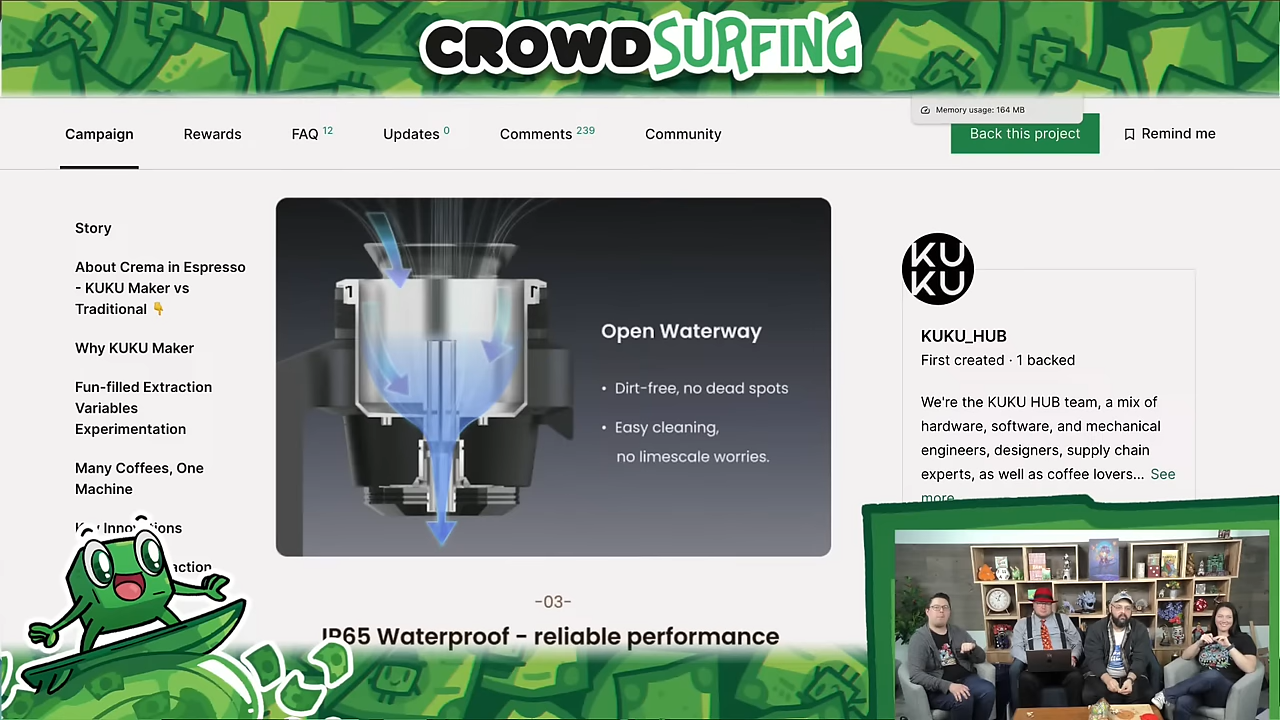 CROWDSURFING
Memory usage: 164 MB
Campaign
Rewards
FAQ 12
Updates 0
Comments 239
Community
Back this project
Remind me
Story
About Crema in Espresso
- KUKU Maker vs
Traditional 👇
Why KUKU Maker
Fun-filled Extraction
Variables
Experimentation
Many Coffees, One
Machine
Open Waterway
• Dirt-free, no dead spots
• Easy cleaning,
no limescale worries.
-03-
IP65 Waterproof - reliable performance
KU
KU
KUKU_HUB
First created · 1 backed
We're the KUKU HUB team, a mix of
hardware, software, and mechanical
engineers, designers, supply chain
experts, as well as coffee lovers... See
more